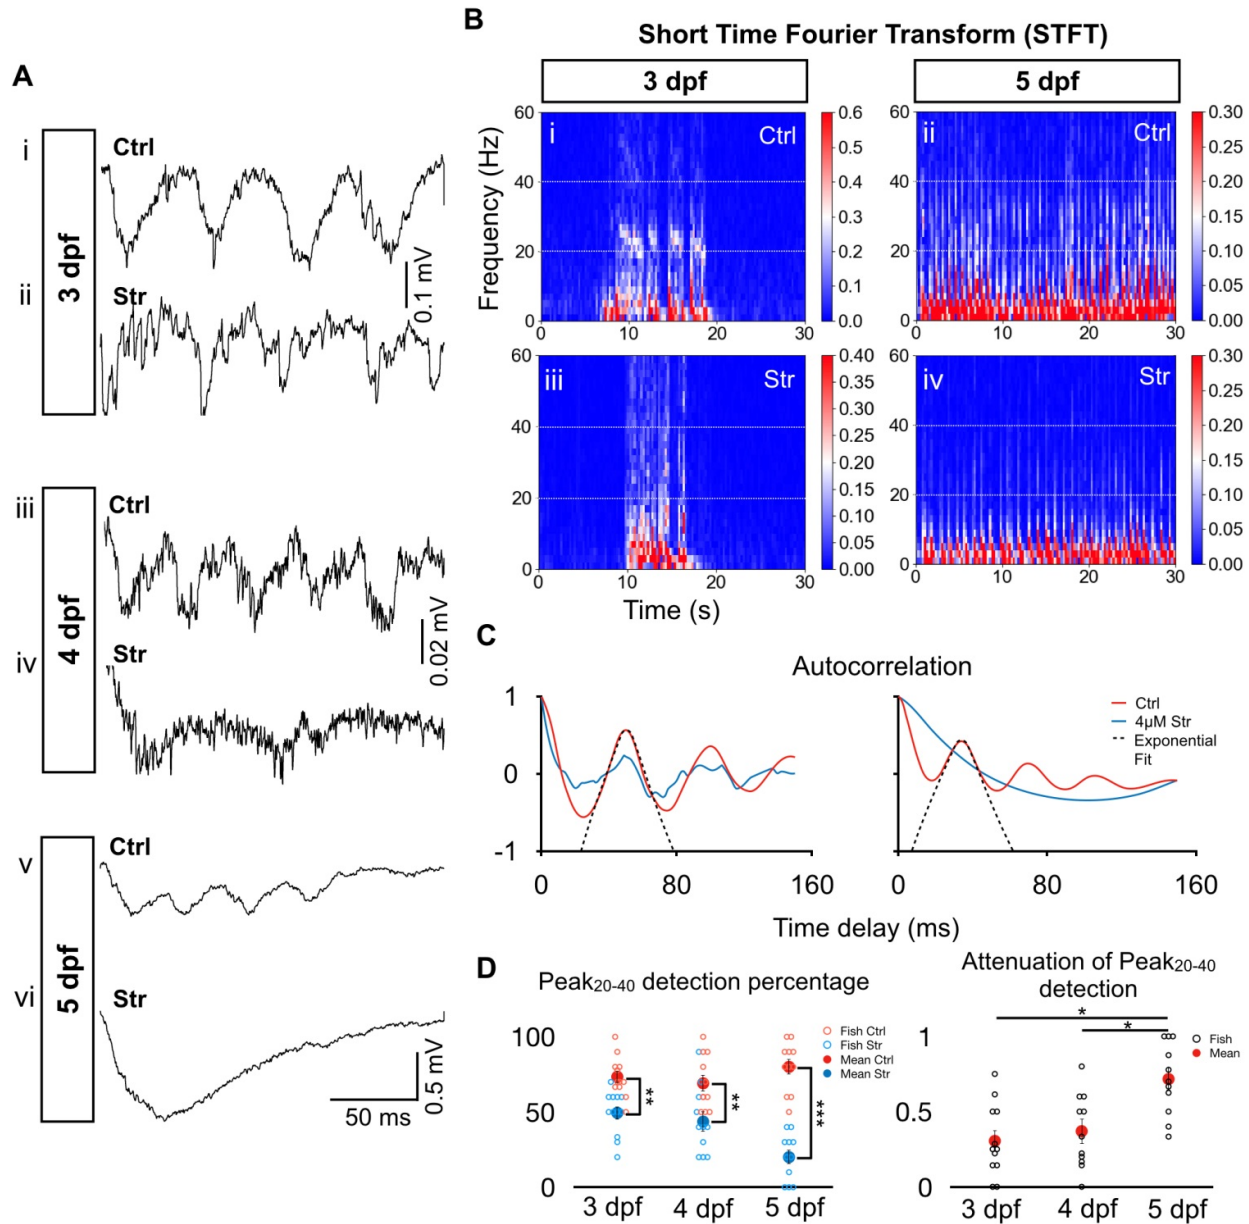 A
3 dpf
i
Ctrl
ii
Str
0.1 mV
4 dpf
iii
Ctrl
iv
Str
0.02 mV
5 dpf
v
Ctrl
vi
Str
50 ms
0.5 mV
B
Short Time Fourier Transform (STFT)
3 dpf
5 dpf
Frequency (Hz)
60
40
20
0
i
Ctrl
0
10
20
30
0.6
0.5
0.4
0.3
0.2
0.1
0.0
60
40
20
0
ii
Ctrl
0
10
20
30
0.30
0.25
0.20
0.15
0.10
0.05
0.00
60
40
20
0
iii
Str
0
10
20
30
0.40
0.35
0.30
0.25
0.20
0.15
0.10
0.05
0.00
60
40
20
0
iv
Str
0
10
20
30
0.30
0.25
0.20
0.15
0.10
0.05
0.00
Time (s)
C
Autocorrelation
1
0
-1
0
80
160
0
80
160
Ctrl
4µM Str
Exponential
Fit
Time delay (ms)
D
Peak20-40 detection percentage
100
50
0
3 dpf
4 dpf
5 dpf
**
**
***
Fish Ctrl
Fish Str
Mean Ctrl
Mean Str
Attenuation of Peak20-40
detection
1
0.5
0
*
*
Fish
Mean
3 dpf
4 dpf
5 dpf